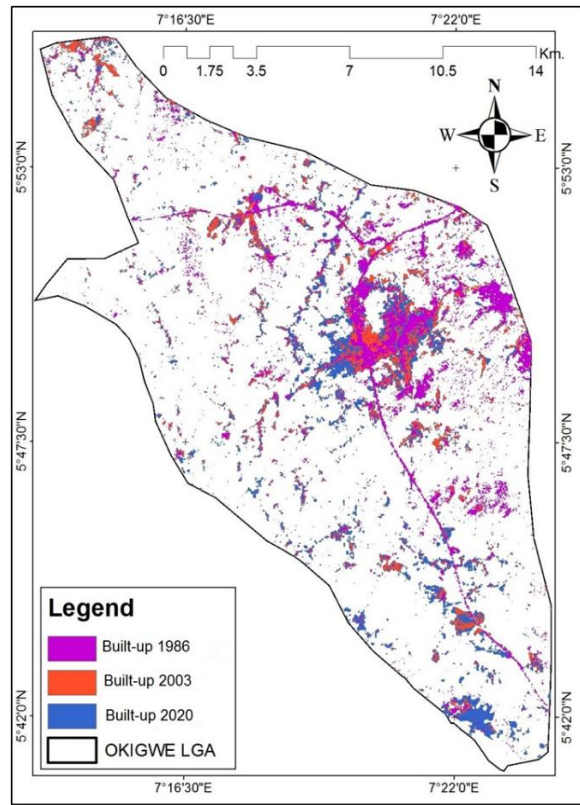 7°16'30"E 7°22'0"E
Km.
0 1.75 3.5 7 10.5 14
N
W E
S
5°53'0"N 5°53'0"N
5°47'30"N 5°47'30"N
5°42'0"N 5°42'0"N
Legend
Built-up 1986
Built-up 2003
Built-up 2020
OKIGWE LGA
7°16'30"E 7°22'0"E